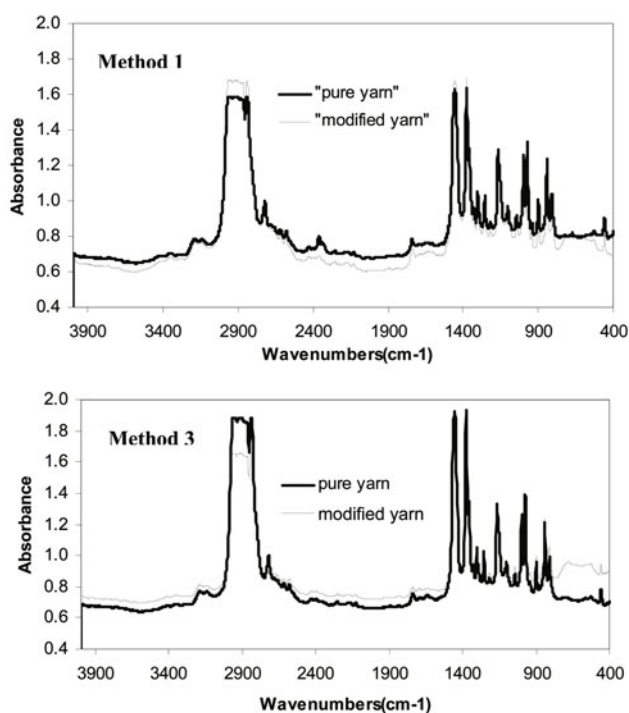 Method 1
"pure yarn"
"modified yarn"
Absorbance
2.0
1.8
1.6
1.4
1.2
1.0
0.8
0.6
0.4
3900 3400 2900 2400 1900 1400 900 400
Wavenumbers(cm-1)
Method 3
pure yarn
modified yarn
Absorbance
2.0
1.8
1.6
1.4
1.2
1.0
0.8
0.6
0.4
3900 3400 2900 2400 1900 1400 900 400
Wavenumbers(cm-1)